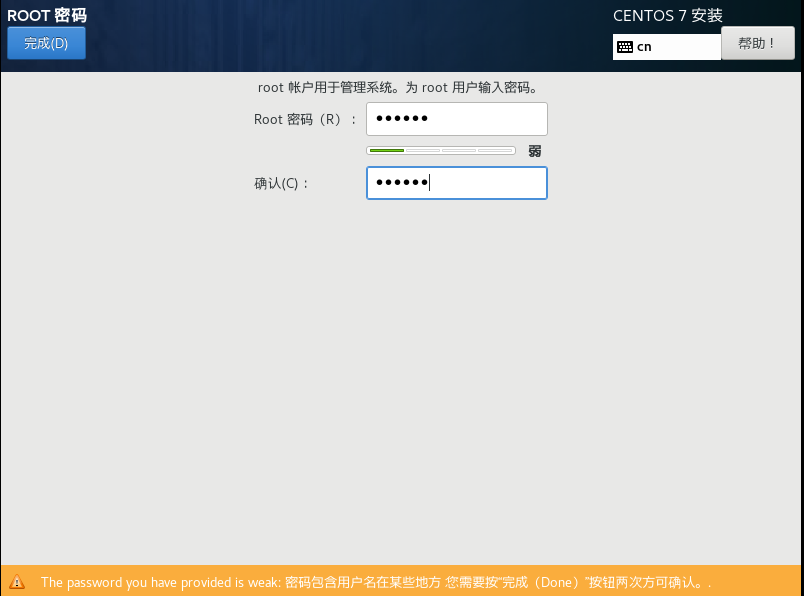 ROOT 密码
CENTOS 7 安装
完成(D)
cn
帮助！
root 帐户用于管理系统。为 root 用户输入密码。
Root 密码（R）：
●●●●●●
弱
确认(C)：
●●●●●●
The password you have provided is weak: 密码包含用户名在某些地方 您需要按“完成（Done）”按钮两次方可确认。.